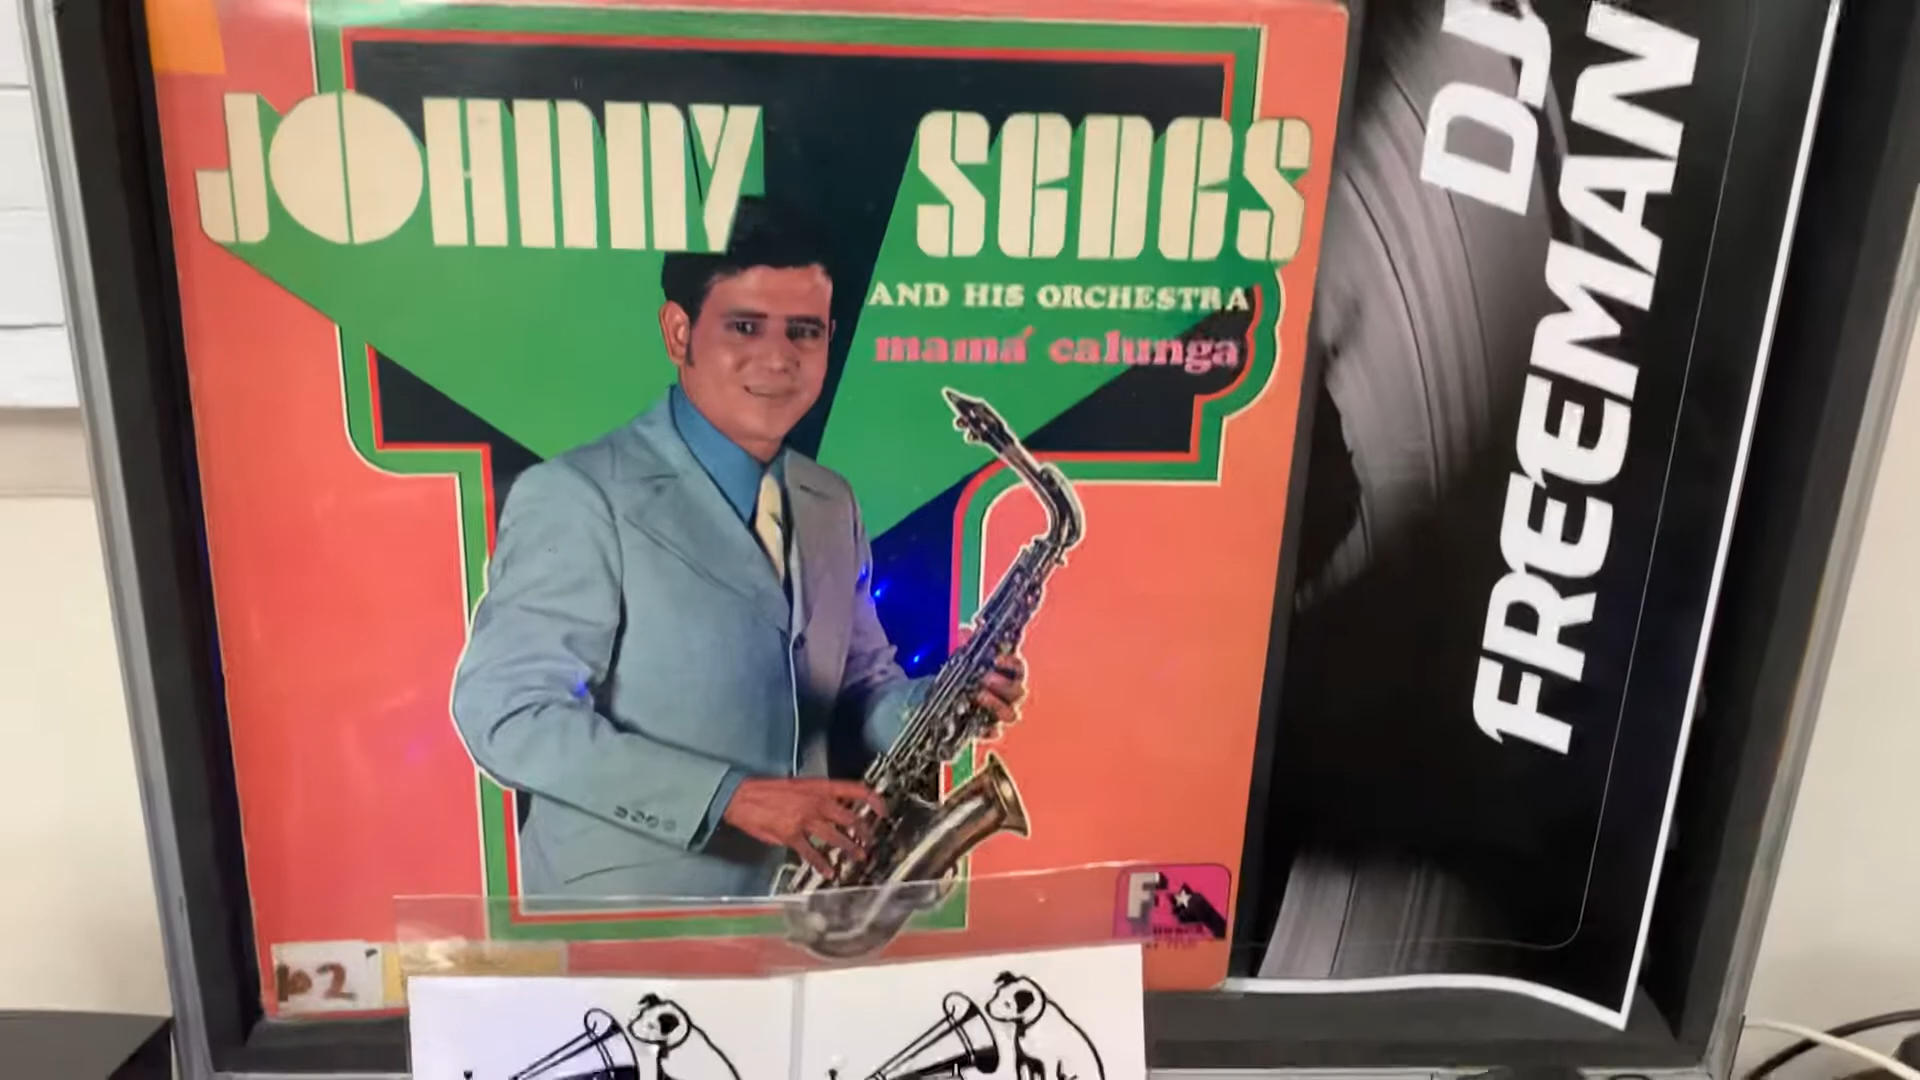 JOHNNY SEDES
AND HIS ORCHESTRA
mamá calunga
DJ
FREEMAN
F
102